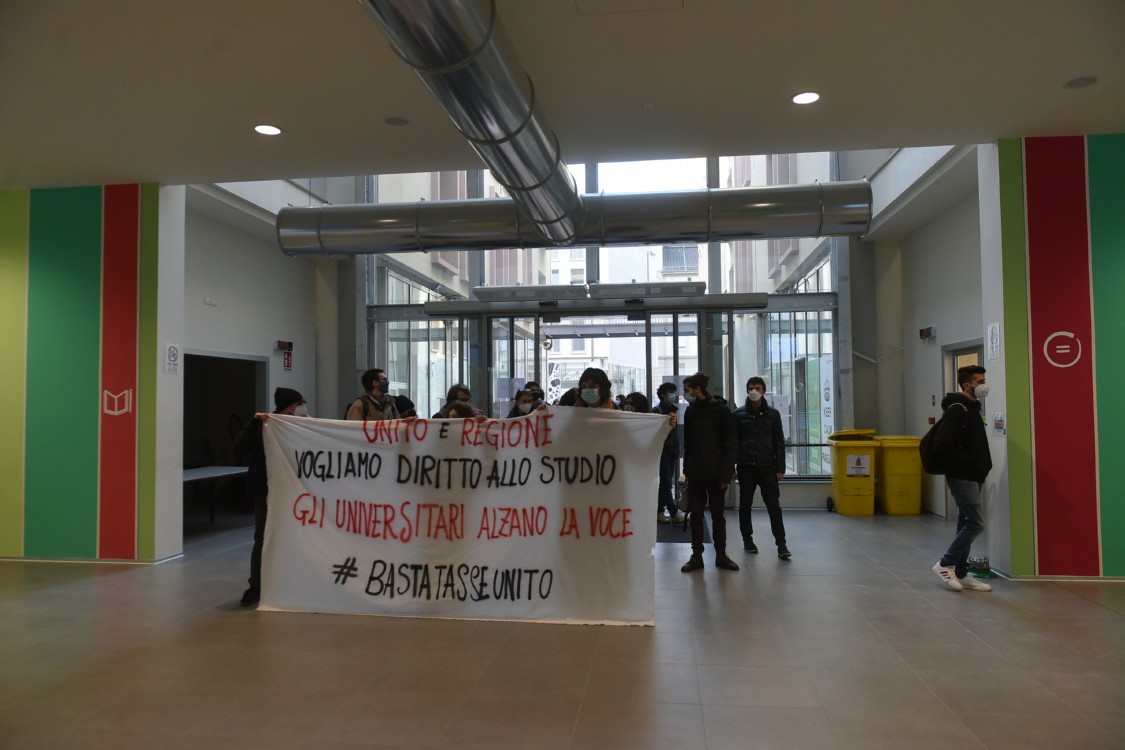 UNITO E REGIONE
VOGLIAMO DIRITTO ALLO STUDIO
GLI UNIVERSITARI ALZANO LA VOCE
# BASTATASSEUNITO